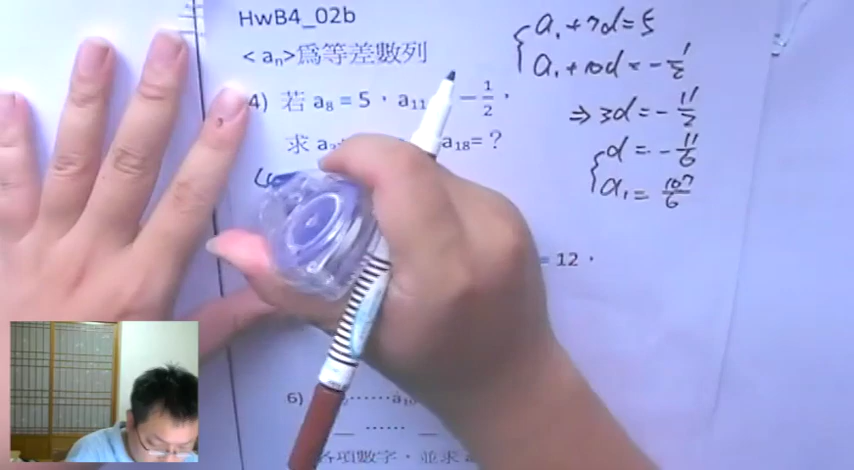 HwB4_02b
<aₙ>為等差數列
4) 若 a₈ = 5，a₁₁ − 1/2，
求 a₁₈=？
= 12，
6) ……a₁₀
各項數字，並求
{ a₁+7d=5
a₁+10d=−1/2
⇒ 3d=−11/2
{ d=−11/6
a₁=107/6